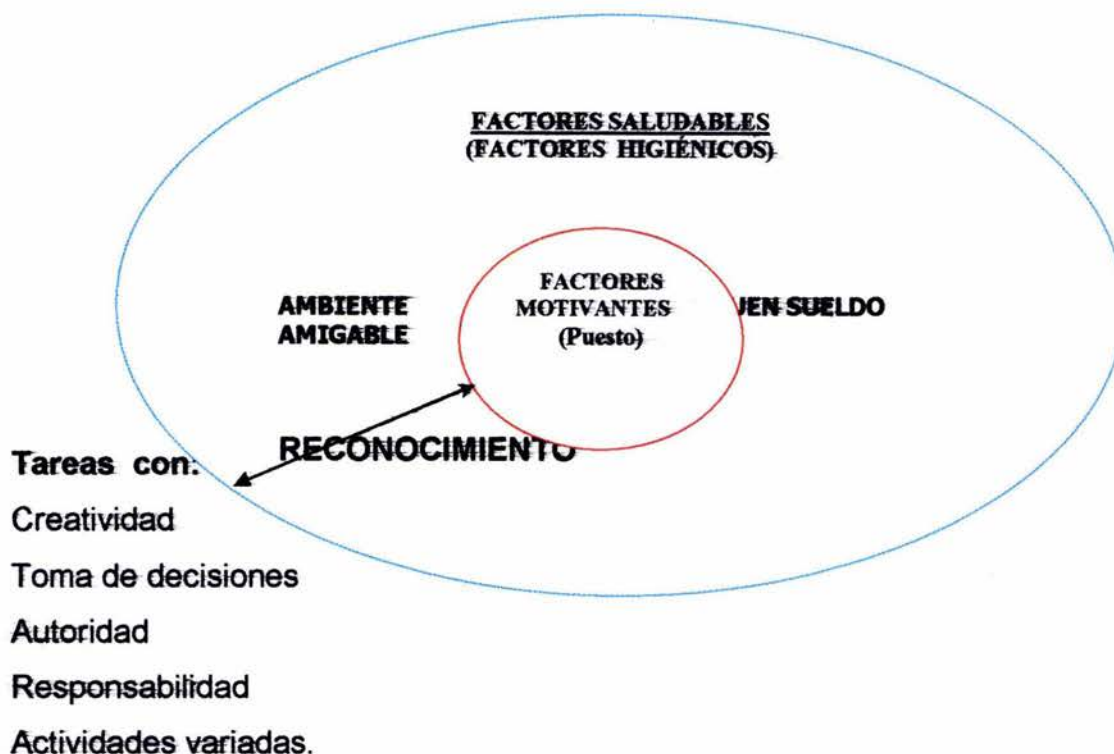 FACTORES SALUDABLES
(FACTORES HIGIÉNICOS)
FACTORES
MOTIVANTES
(Puesto)
AMBIENTE
AMIGABLE
JEN SUELDO
RECONOCIMIENTO
Tareas con:
Creatividad
Toma de decisiones
Autoridad
Responsabilidad
Actividades variadas.